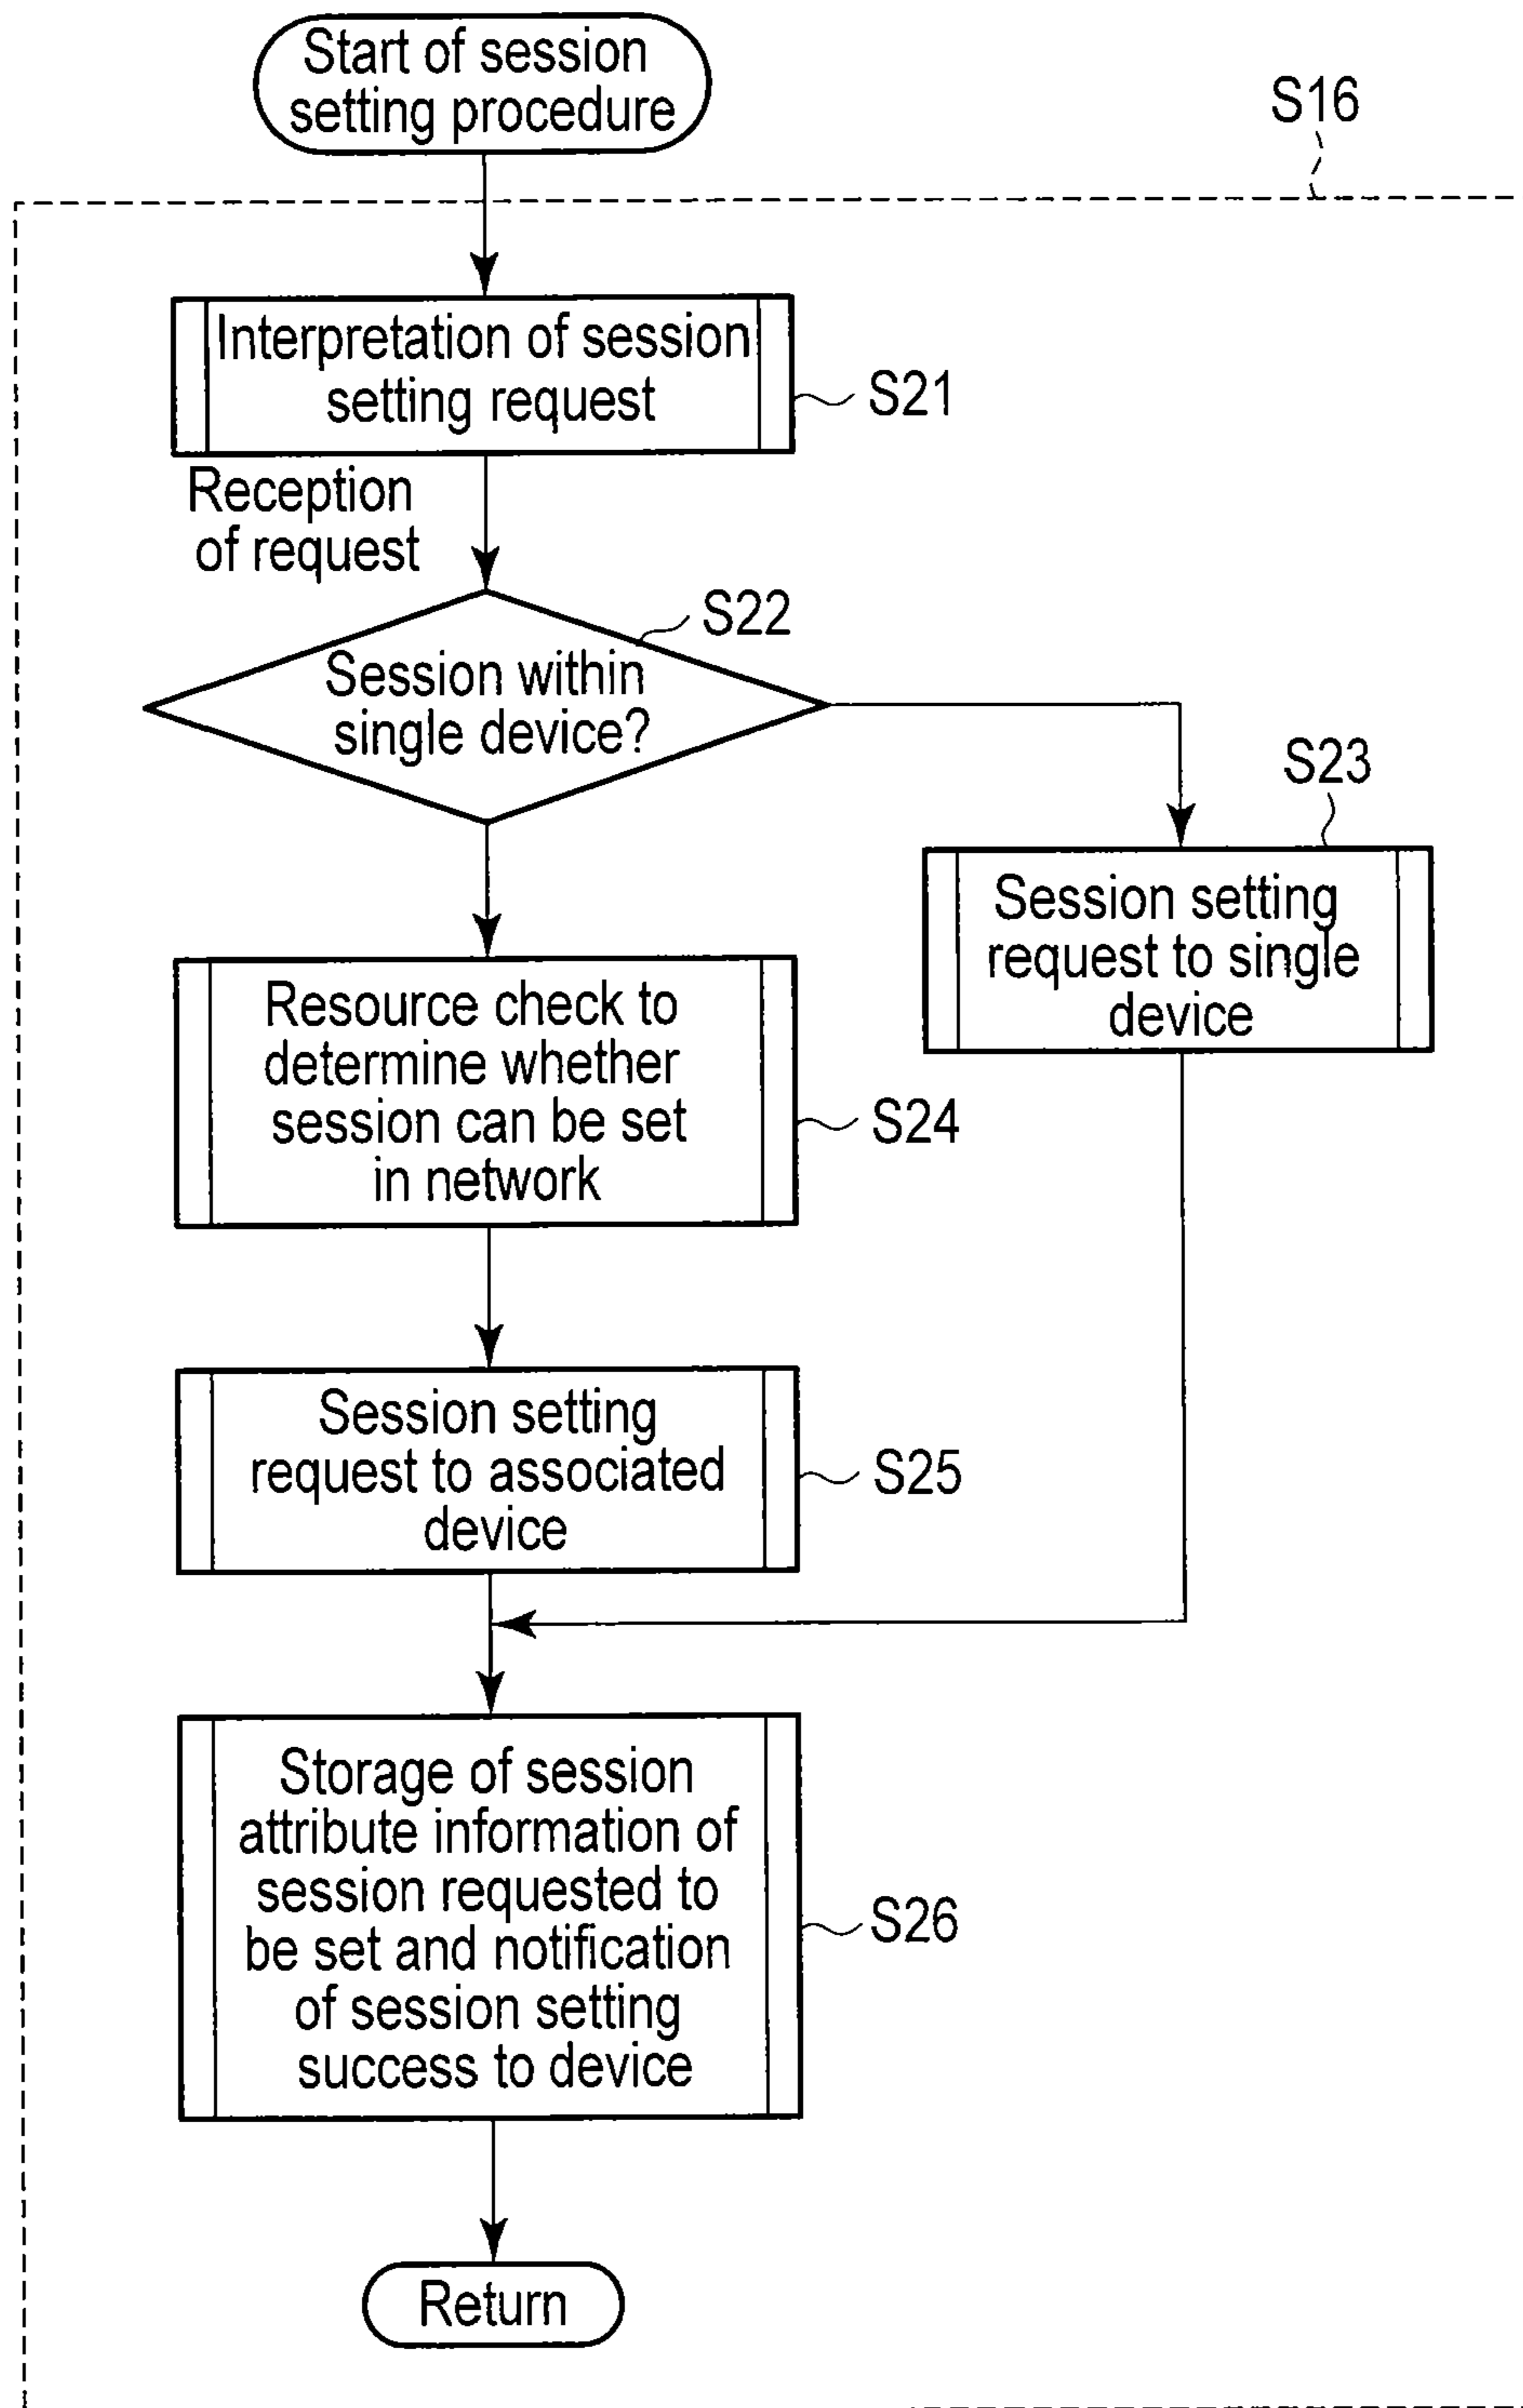 Start of session
setting procedure
S16
Interpretation of session
setting request
S21
Reception
of request
S22
Session within
single device?
S23
Session setting
request to single
device
Resource check to
determine whether
session can be set
in network
S24
Session setting
request to associated
device
S25
Storage of session
attribute information of
session requested to
be set and notification
of session setting
success to device
S26
Return